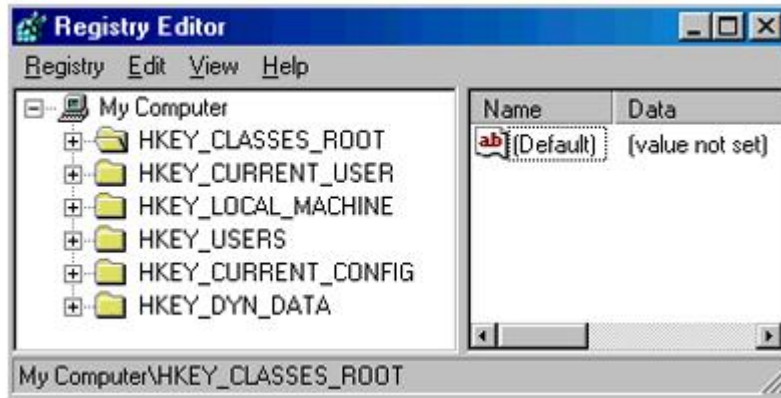 Registry Editor
Registry Edit View Help
My Computer
HKEY_CLASSES_ROOT
HKEY_CURRENT_USER
HKEY_LOCAL_MACHINE
HKEY_USERS
HKEY_CURRENT_CONFIG
HKEY_DYN_DATA
Name Data
ab (Default) (value not set)
My Computer\HKEY_CLASSES_ROOT